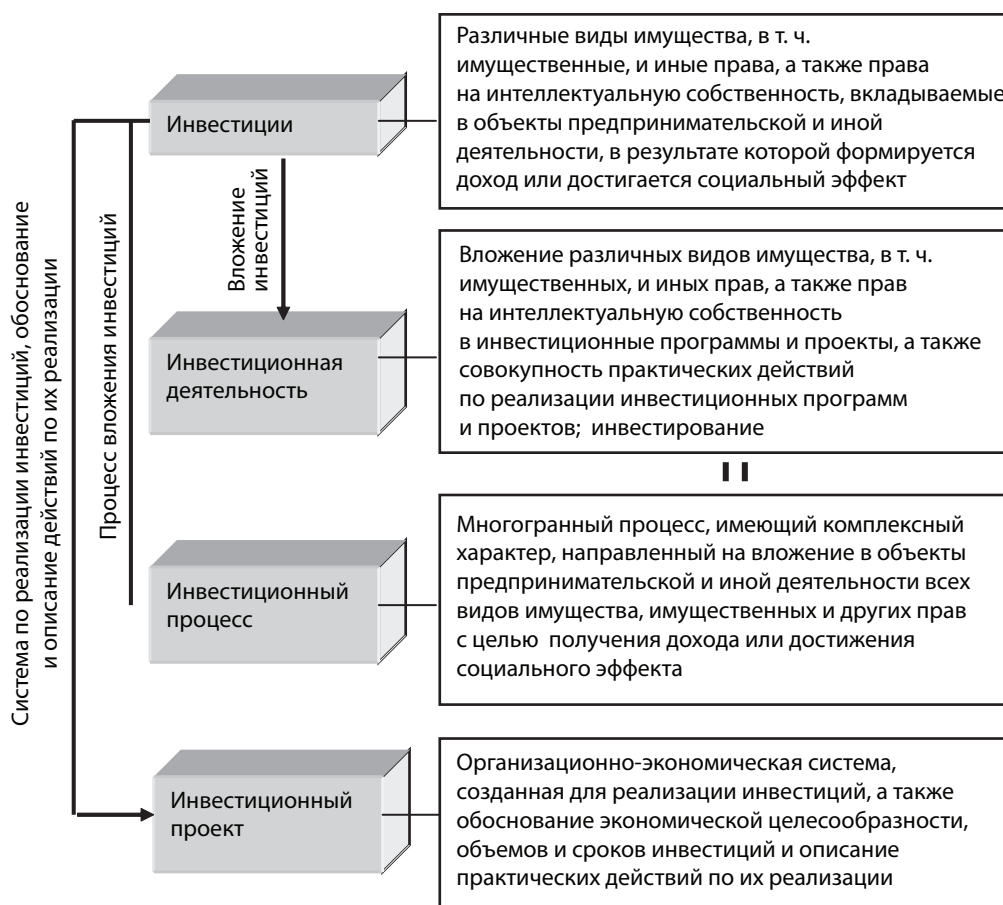 Инвестиции
Различные виды имущества, в т. ч.
имущественные, и иные права, а также права
на интеллектуальную собственность, вкладываемые
в объекты предпринимательской и иной
деятельности, в результате которой формируется
доход или достигается социальный эффект
Вложение
инвестиций
Процесс вложения инвестиций
Система по реализации инвестиций, обоснование
и описание действий по их реализации
Инвестиционная
деятельность
Вложение различных видов имущества, в т. ч.
имущественных, и иных прав, а также прав
на интеллектуальную собственность
в инвестиционные программы и проекты, а также
совокупность практических действий
по реализации инвестиционных программ
и проектов; инвестирование
Инвестиционный
процесс
Многогранный процесс, имеющий комплексный
характер, направленный на вложение в объекты
предпринимательской и иной деятельности всех
видов имущества, имущественных и других прав
с целью получения дохода или достижения
социального эффекта
Инвестиционный
проект
Организационно-экономическая система,
созданная для реализации инвестиций, а также
обоснование экономической целесообразности,
объемов и сроков инвестиций и описание
практических действий по их реализации